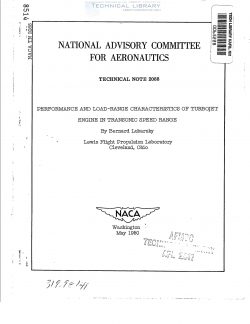 TECHNICAL LIBRARY
NATIONAL ADVISORY COMMITTEE
FOR AERONAUTICS
TECHNICAL NOTE 2088
PERFORMANCE AND LOAD-RANGE CHARACTERISTICS OF TURBOJET
ENGINE IN TRANSONIC SPEED RANGE
By Bernard Lubarsky
Lewis Flight Propulsion Laboratory
Cleveland, Ohio
NACA
Washington
May 1950
NACA TN 2088
8514